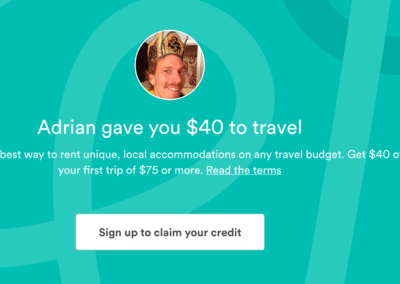 Adrian gave you $40 to travel
best way to rent unique, local accommodations on any travel budget. Get $40 o
your first trip of $75 or more. Read the terms
Sign up to claim your credit